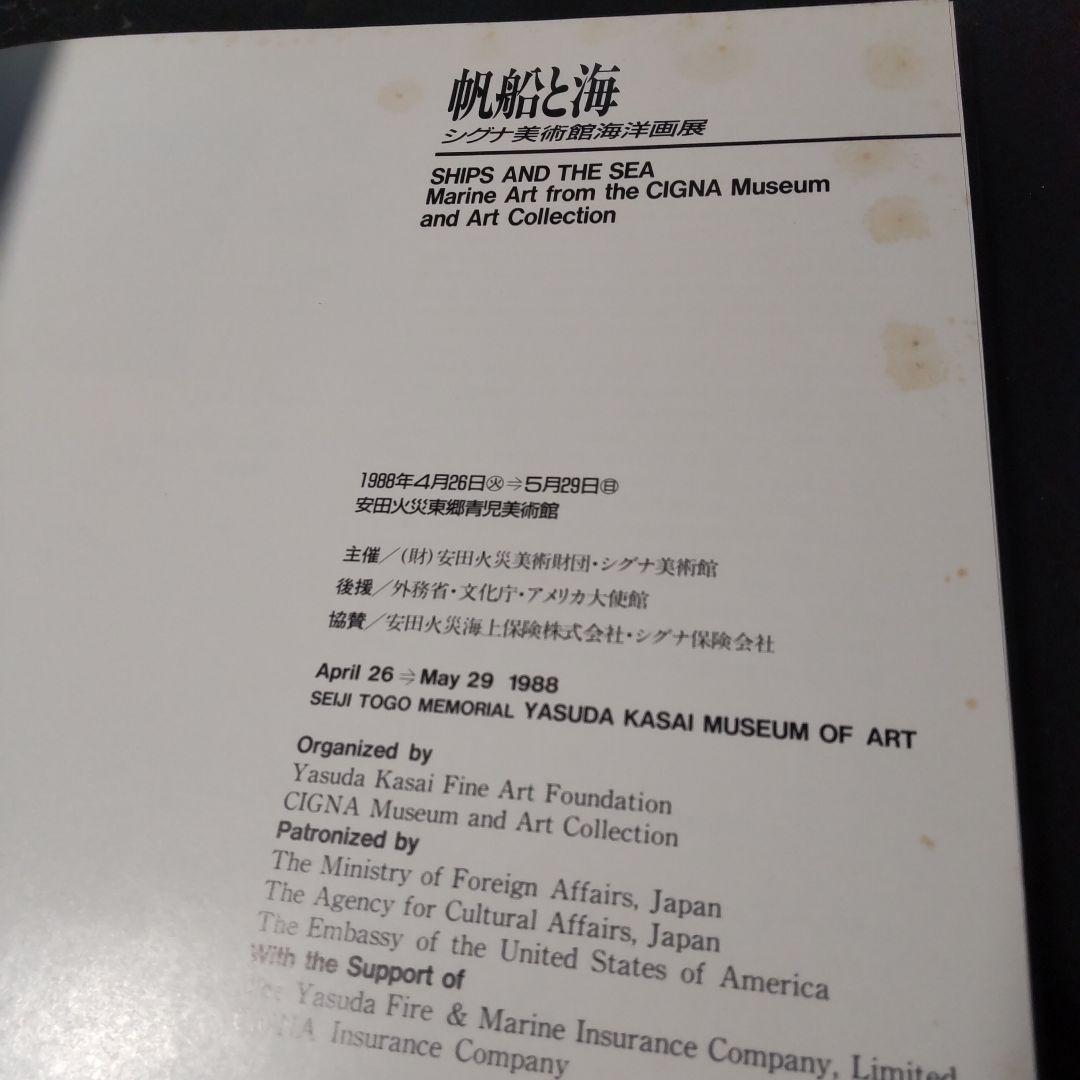 帆船と海
シグナ美術館海洋画展
SHIPS AND THE SEA
Marine Art from the CIGNA Museum
and Art Collection
1988年4月26日㊋⇒5月29日㊐
安田火災東郷青児美術館
主催／(財)安田火災美術財団・シグナ美術館
後援／外務省・文化庁・アメリカ大使館
協賛／安田火災海上保険株式会社・シグナ保険会社
April 26⇒May 29 1988
SEIJI TOGO MEMORIAL YASUDA KASAI MUSEUM OF ART
Organized by
Yasuda Kasai Fine Art Foundation
CIGNA Museum and Art Collection
Patronized by
The Ministry of Foreign Affairs, Japan
The Agency for Cultural Affairs, Japan
The Embassy of the United States of America
With the Support of
Yasuda Fire & Marine Insurance Company, Limited
Insurance Company